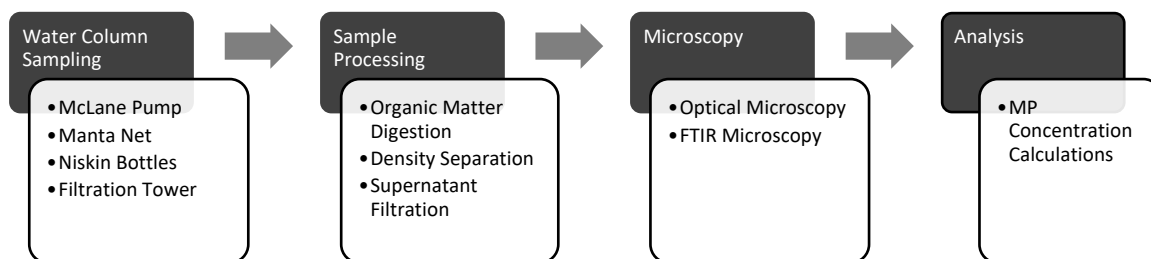 Water Column
Sampling
•McLane Pump
•Manta Net
•Niskin Bottles
•Filtration Tower
Sample
Processing
•Organic Matter
Digestion
•Density Separation
•Supernatant
Filtration
Microscopy
•Optical Microscopy
•FTIR Microscopy
Analysis
•MP
Concentration
Calculations